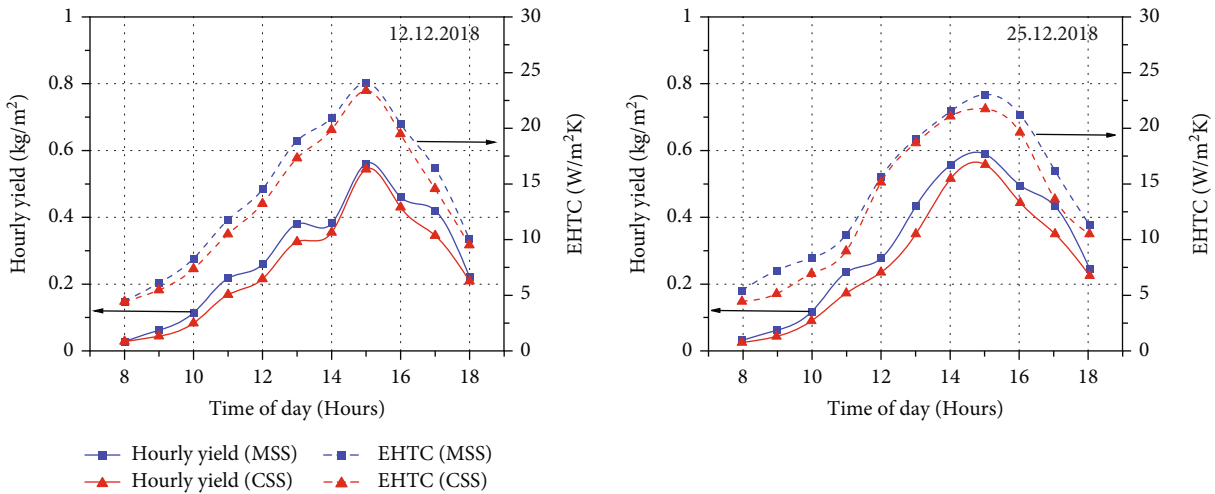 12.12.2018
1
0.8
0.6
0.4
0.2
0
Hourly yield (kg/m²)
30
25
20
15
10
5
0
EHTC (W/m²K)
8 10 12 14 16 18
Time of day (Hours)
25.12.2018
1
0.8
0.6
0.4
0.2
0
Hourly yield (kg/m²)
30
25
20
15
10
5
0
EHTC (W/m²K)
8 10 12 14 16 18
Time of day (Hours)
Hourly yield (MSS) EHTC (MSS)
Hourly yield (CSS) EHTC (CSS)